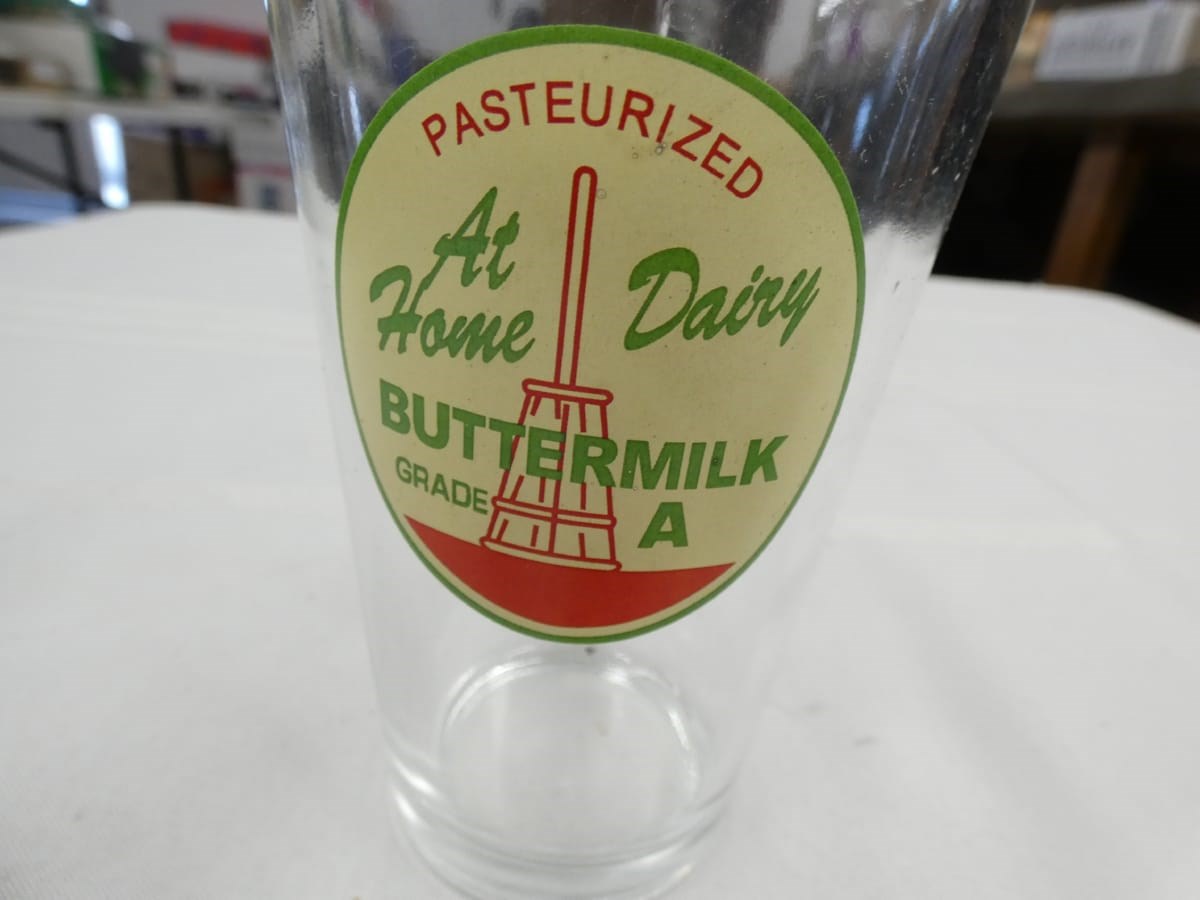 PASTEURIZED
At
Home Dairy
BUTTERMILK
GRADE A